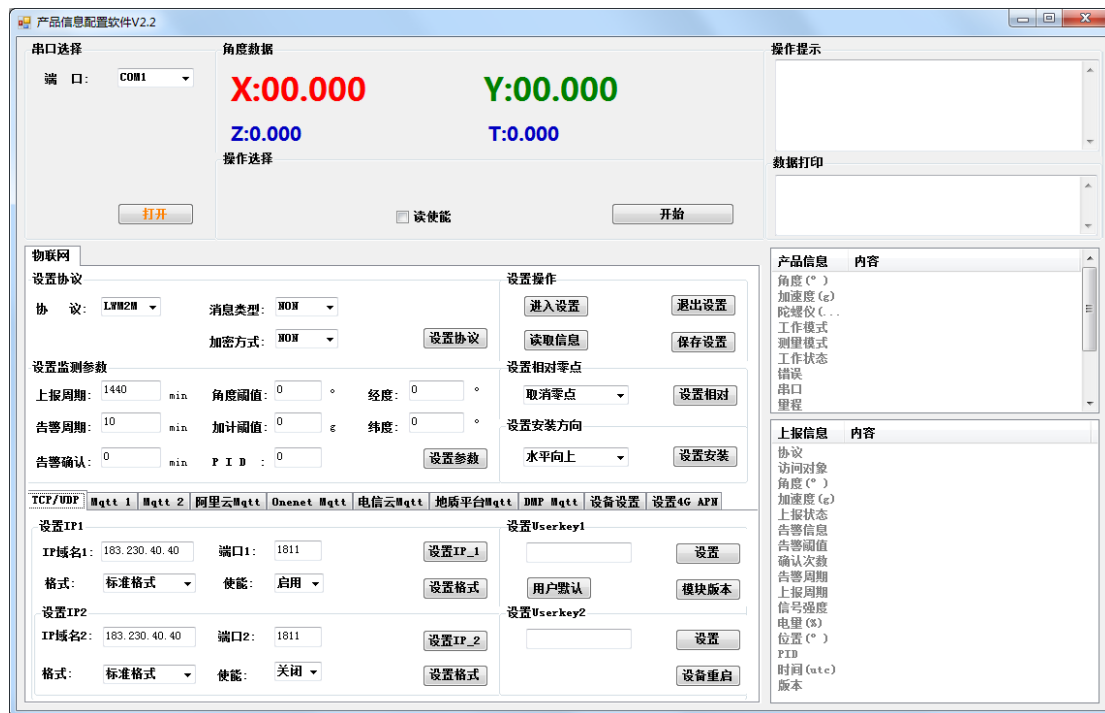 产品信息配置软件V2.2
串口选择
端 口: COM1
打开
角度数据
X:00.000 Y:00.000
Z:0.000 T:0.000
操作选择
读使能 开始
操作提示
数据打印
物联网
设置协议
协 议: LWM2M 消息类型: NON
加密方式: NON 设置协议
设置操作
进入设置 退出设置
读取信息 保存设置
设置监测参数
上报周期: 1440 min 角度阈值: 0 ° 经度: 0 °
告警周期: 10 min 加计阈值: 0 g 纬度: 0 °
告警确认: 0 min P I D : 0 设置参数
设置相对零点
取消零点 设置相对
设置安装方向
水平向上 设置安装
TCP/UDP Mqtt 1 Mqtt 2 阿里云Mqtt Onenet Mqtt 电信云Mqtt 地质平台Mqtt DMP Mqtt 设备设置 设置4G APN
设置IP1
IP域名1: 183.230.40.40 端口1: 1811 设置IP_1
格式: 标准格式 使能: 启用 设置格式
设置Userkey1
设置
用户默认 模块版本
设置IP2
IP域名2: 183.230.40.40 端口2: 1811 设置IP_2
格式: 标准格式 使能: 关闭 设置格式
设置Userkey2
设置
设备重启
产品信息 内容
角度(°)
加速度(g)
陀螺仪(...
工作模式
测量模式
工作状态
错误
串口
里程
上报信息 内容
协议
访问对象
角度(°)
加速度(g)
上报状态
告警信息
告警阈值
确认次数
告警周期
上报周期
信号强度
电量(%)
位置(°)
PID
时间(utc)
版本